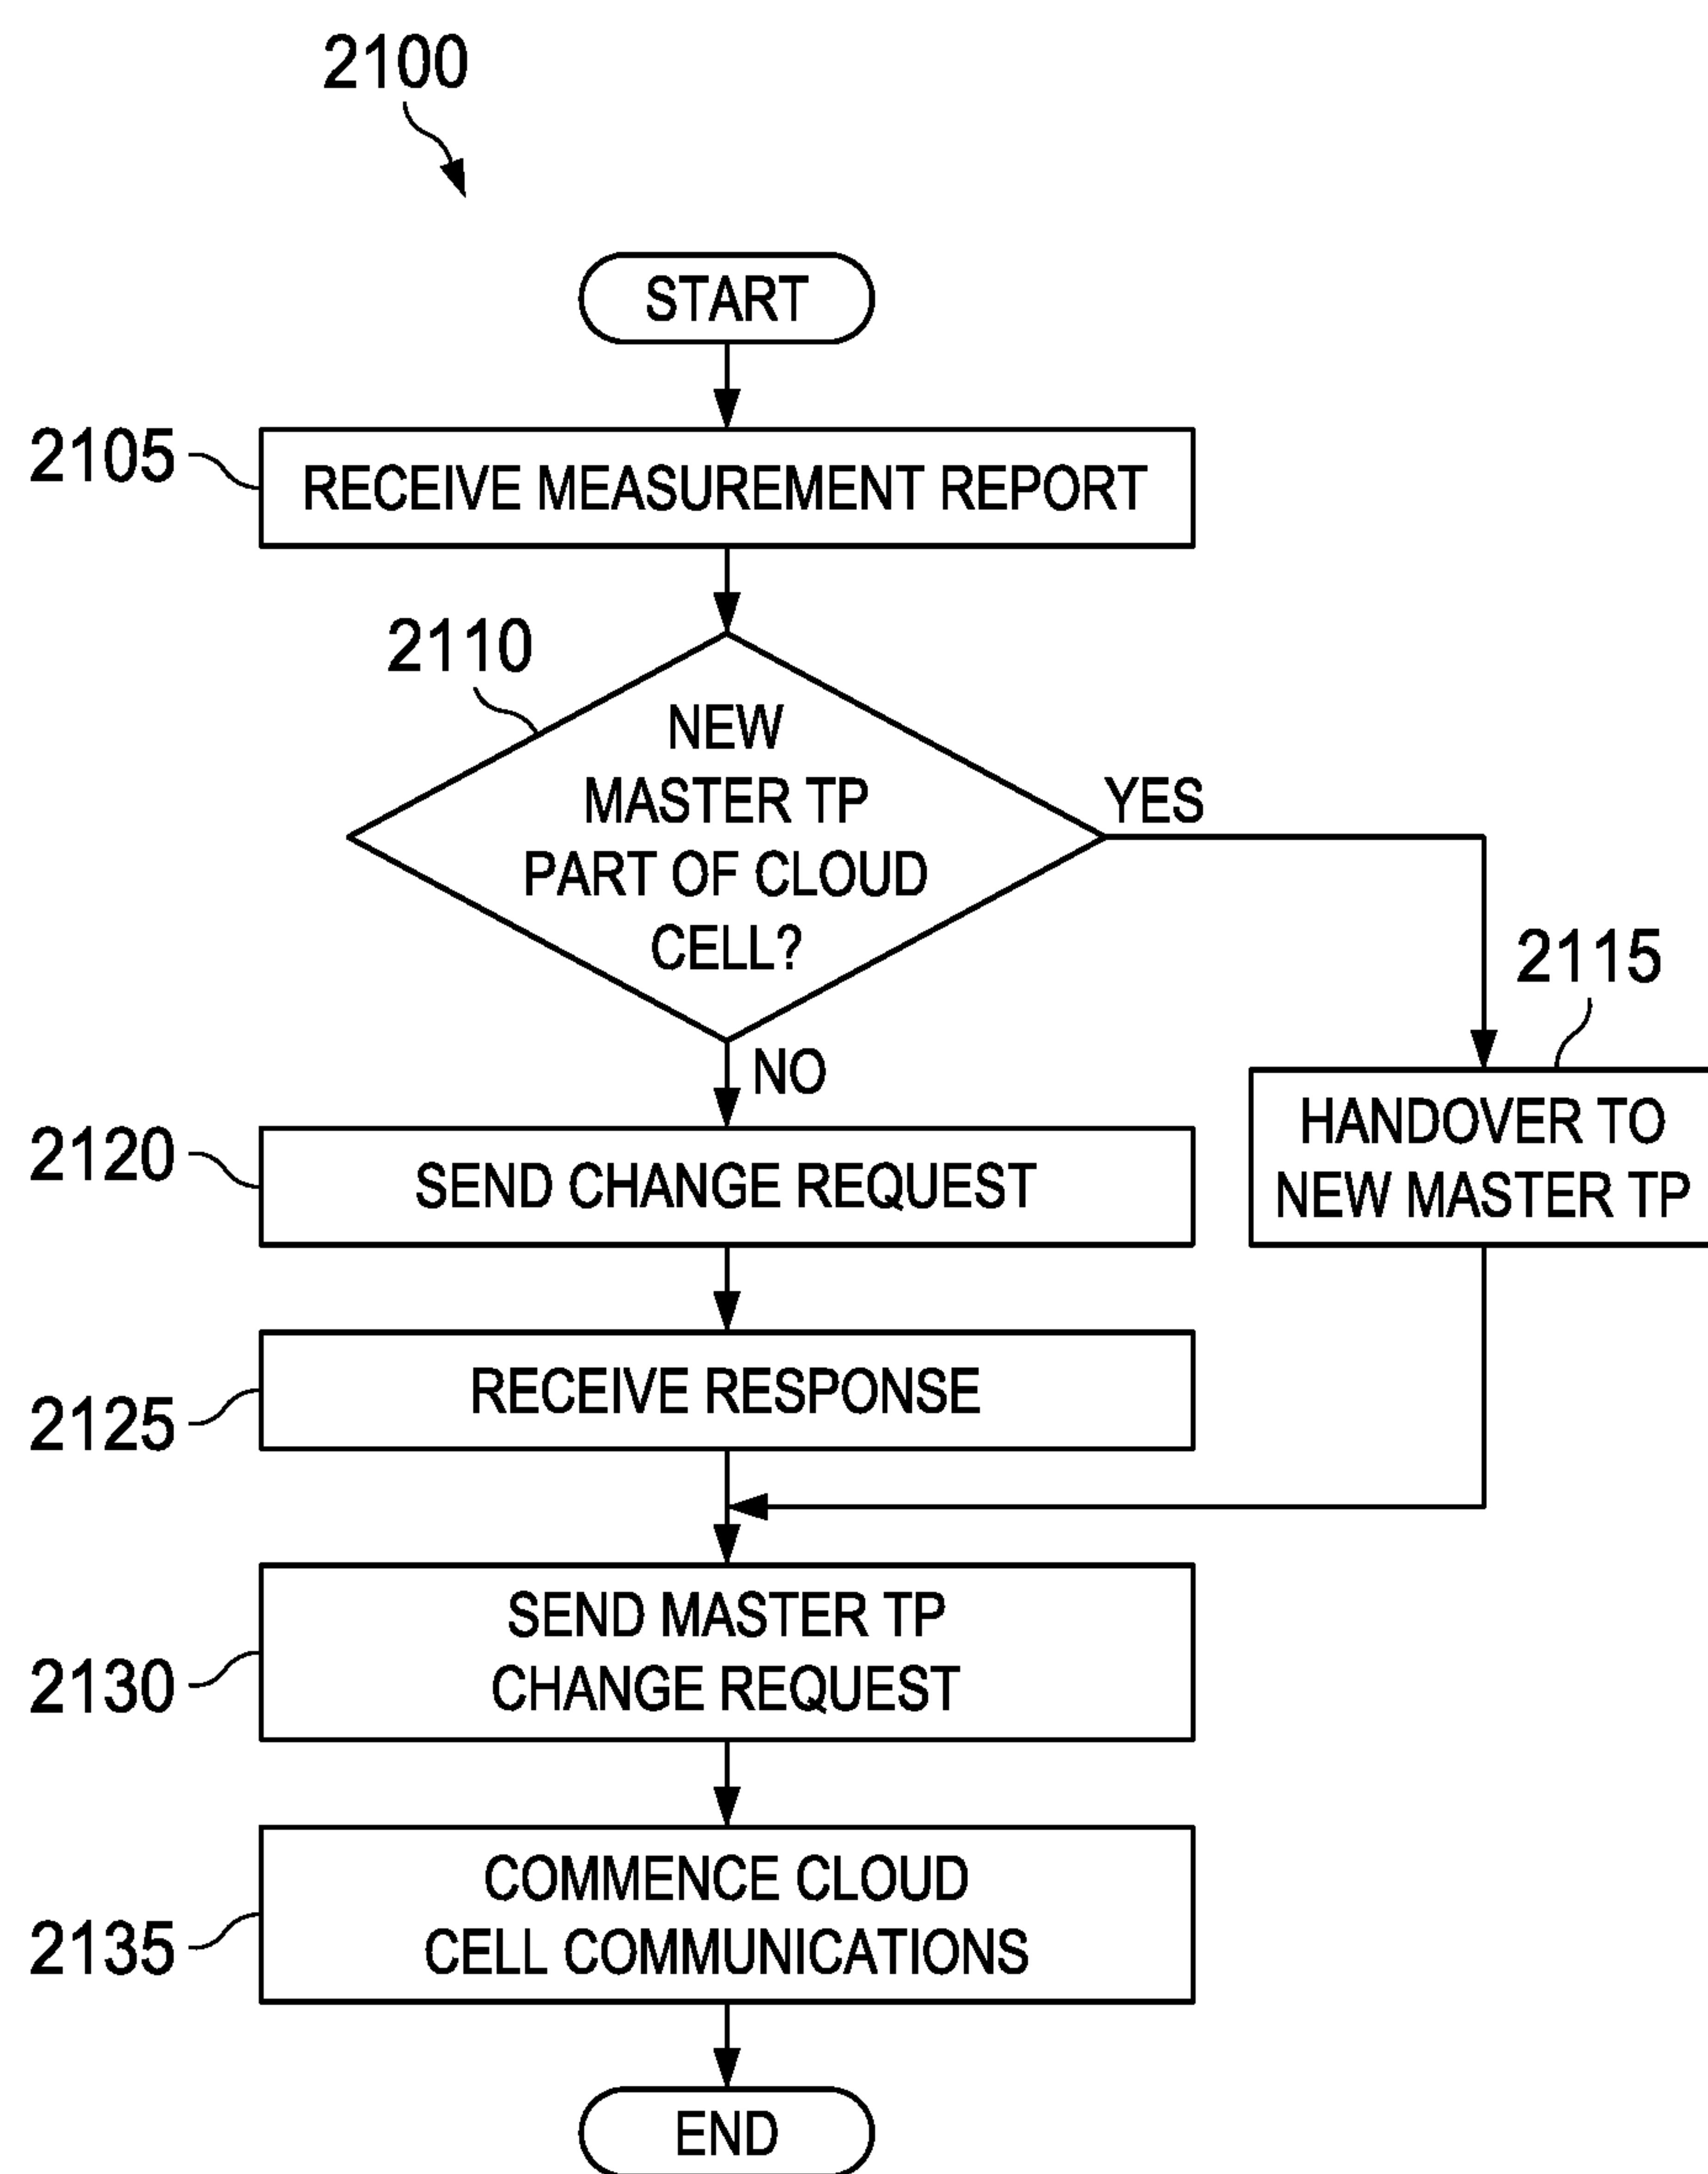 2100
START
2105
RECEIVE MEASUREMENT REPORT
2110
NEW
MASTER TP
PART OF CLOUD
CELL?
YES
NO
2115
HANDOVER TO
NEW MASTER TP
2120
SEND CHANGE REQUEST
2125
RECEIVE RESPONSE
2130
SEND MASTER TP
CHANGE REQUEST
2135
COMMENCE CLOUD
CELL COMMUNICATIONS
END